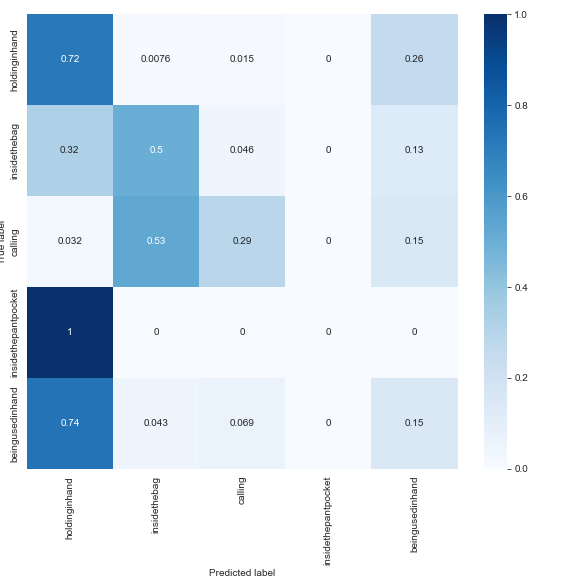 holdinginhand 0.72 0.0076 0.015 0 0.26
insidethebag 0.32 0.5 0.046 0 0.13
True label
calling 0.032 0.53 0.29 0 0.15
insidethepantpocket 1 0 0 0 0
beingusedinhand 0.74 0.043 0.069 0 0.15
holdinginhand insidethebag calling insidethepantpocket beingusedinhand
Predicted label
1.0
0.8
0.6
0.4
0.2
0.0